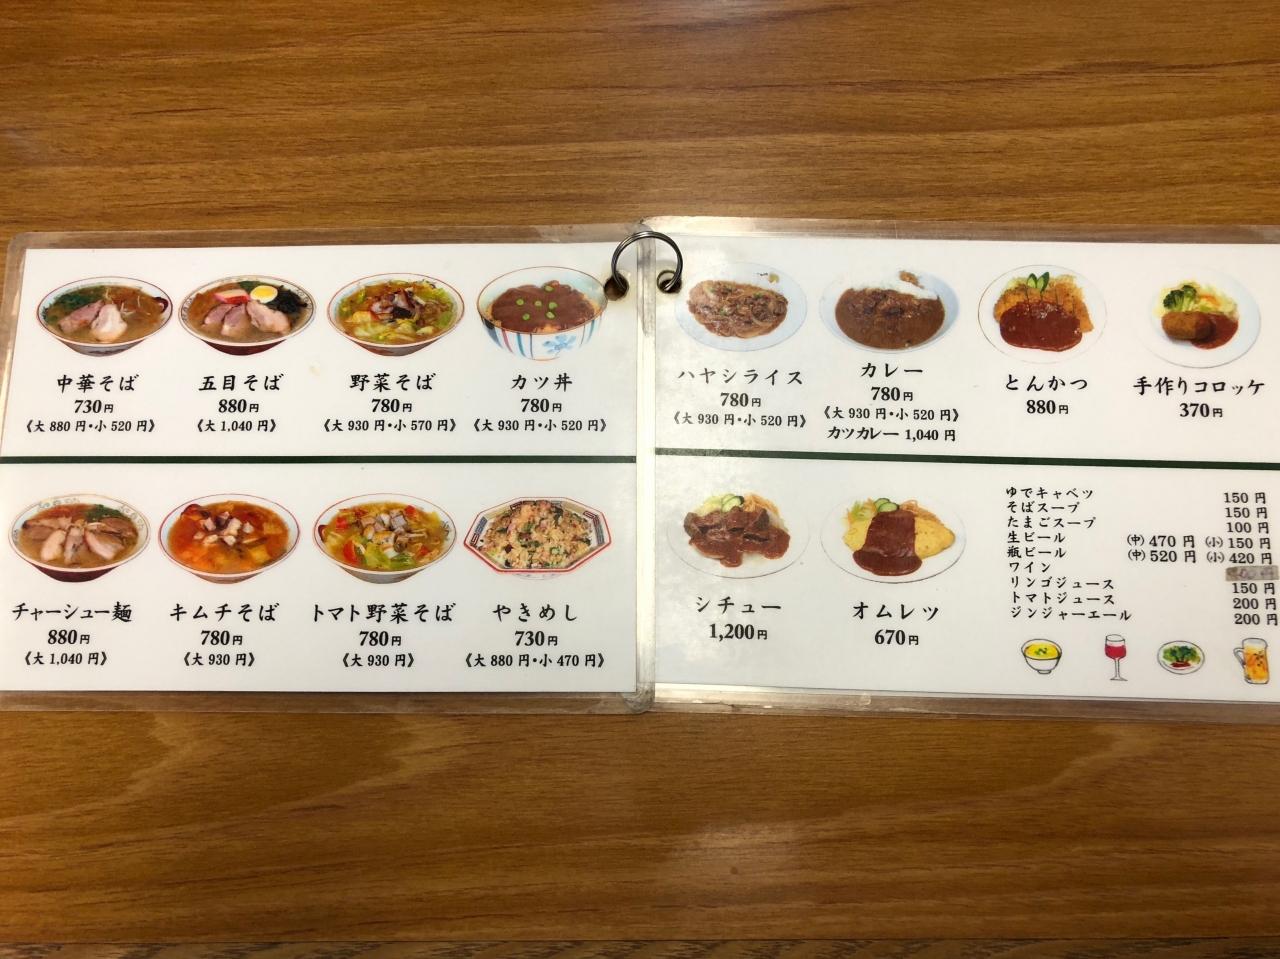 中華そば
730円
《大 880円・小 520円》
五目そば
880円
《大 1,040円》
野菜そば
780円
《大 930円・小 570円》
カツ丼
780円
《大 930円・小 520円》
チャーシュー麺
880円
《大 1,040円》
キムチそば
780円
《大 930円》
トマト野菜そば
780円
《大 930円》
やきめし
730円
《大 880円・小 470円》
ハヤシライス
780円
《大 930円・小 520円》
カレー
780円
《大 930円・小 520円》
カツカレー 1,040円
とんかつ
880円
手作りコロッケ
370円
シチュー
1,200円
オムレツ
670円
ゆでキャベツ 150円
そばスープ 150円
たまごスープ 100円
生ビール (中) 470円 (小) 150円
瓶ビール (中) 520円 (小) 420円
ワイン
リンゴジュース 150円
トマトジュース 200円
ジンジャーエール 200円